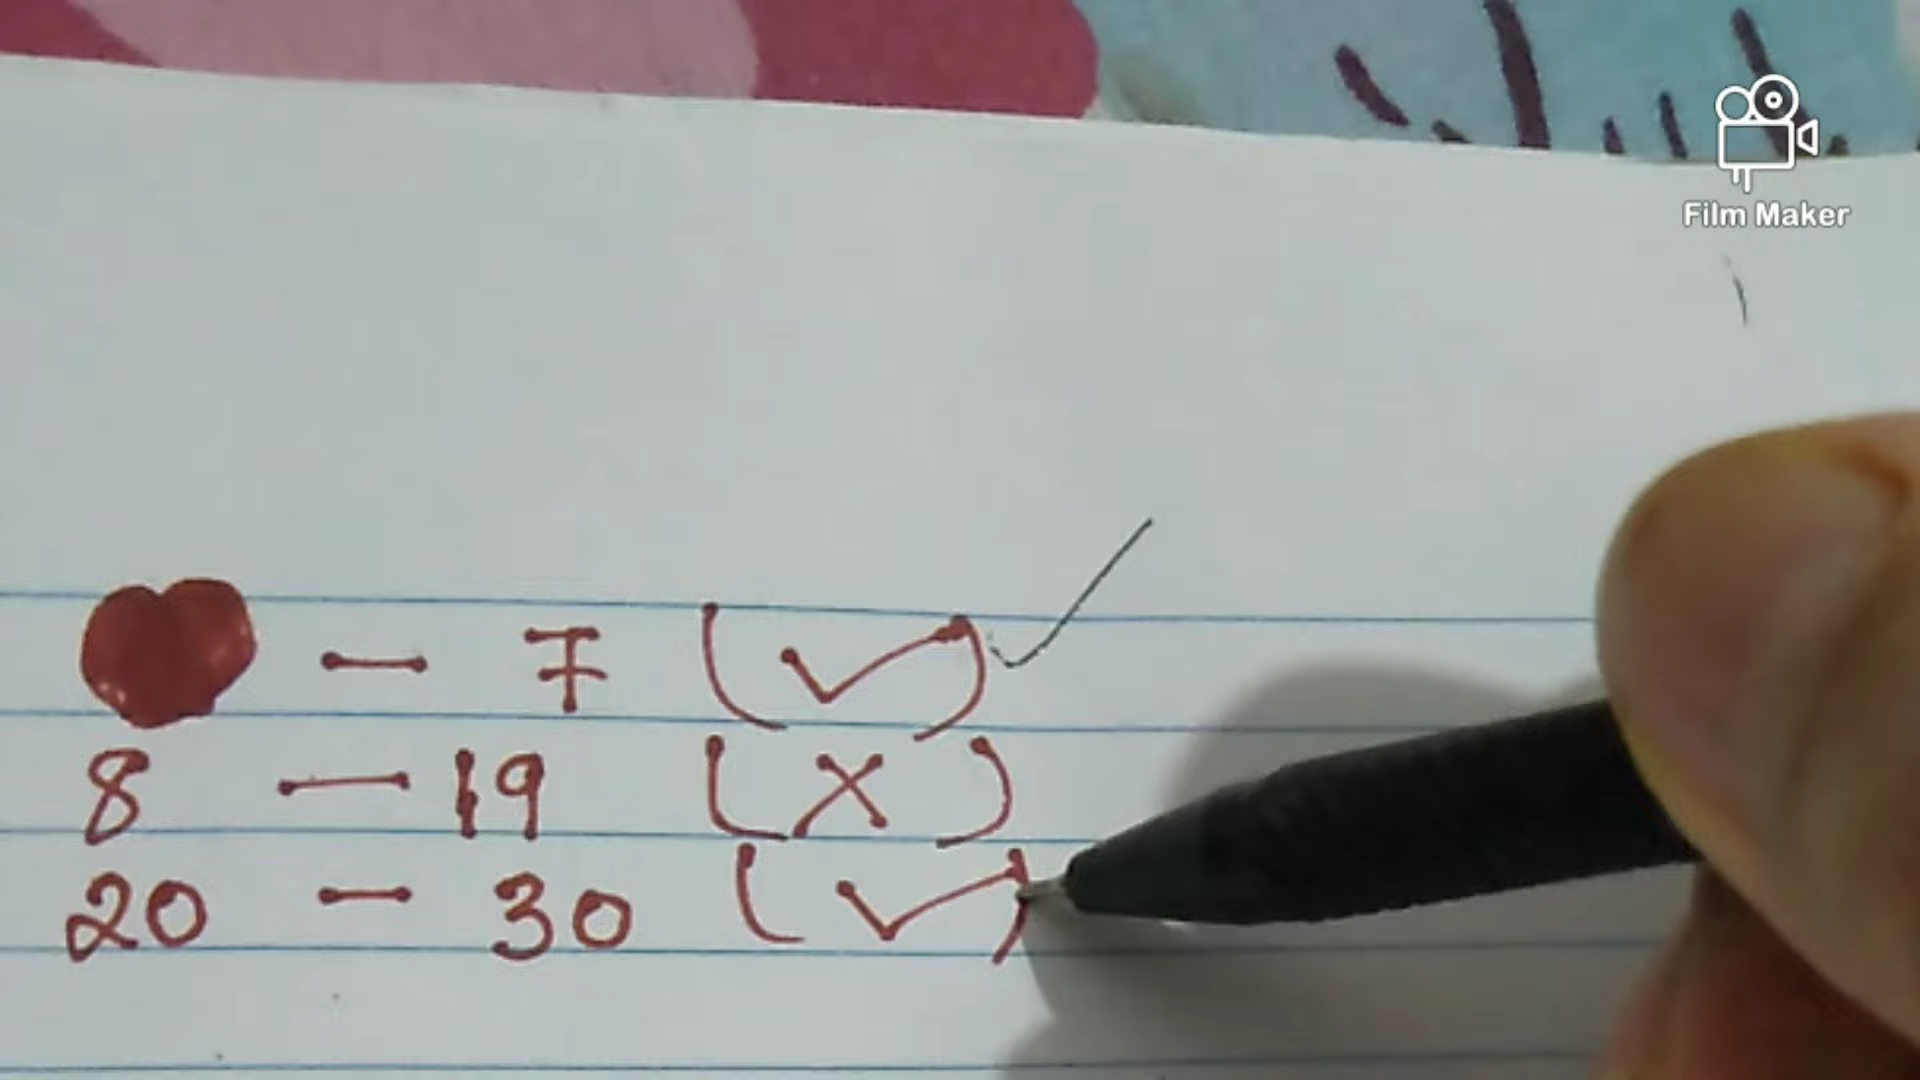 Film Maker
❤ — 7 (✓) ✓
8 — 19 (×)
20 — 30 (✓)